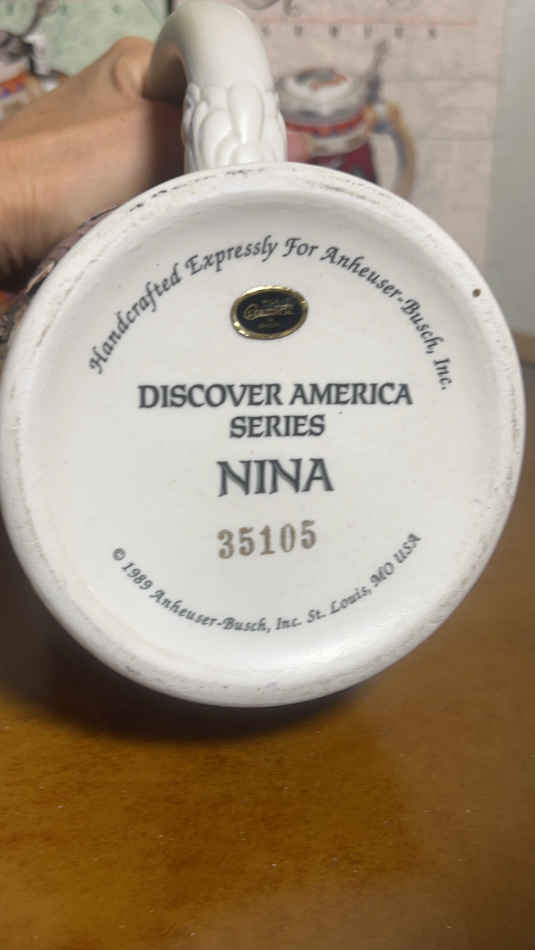 Handcrafted Expressly For Anheuser-Busch, Inc.
DISCOVER AMERICA
SERIES
NINA
35105
© 1989 Anheuser-Busch, Inc. St. Louis, MO USA